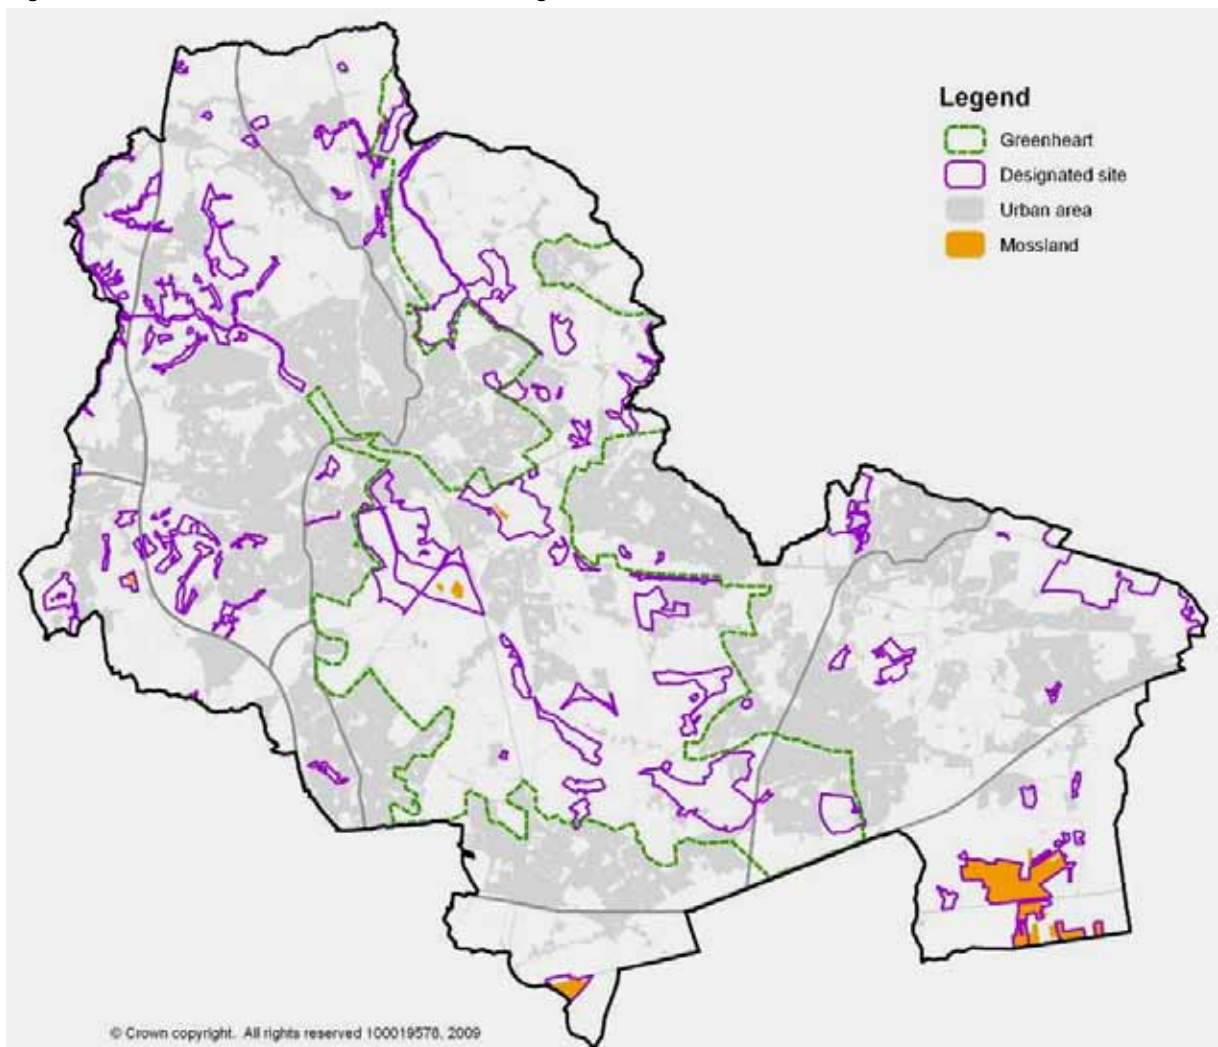 Legend
Greenheart
Designated site
Urban area
Mossland
© Crown copyright. All rights reserved 100019578, 2009